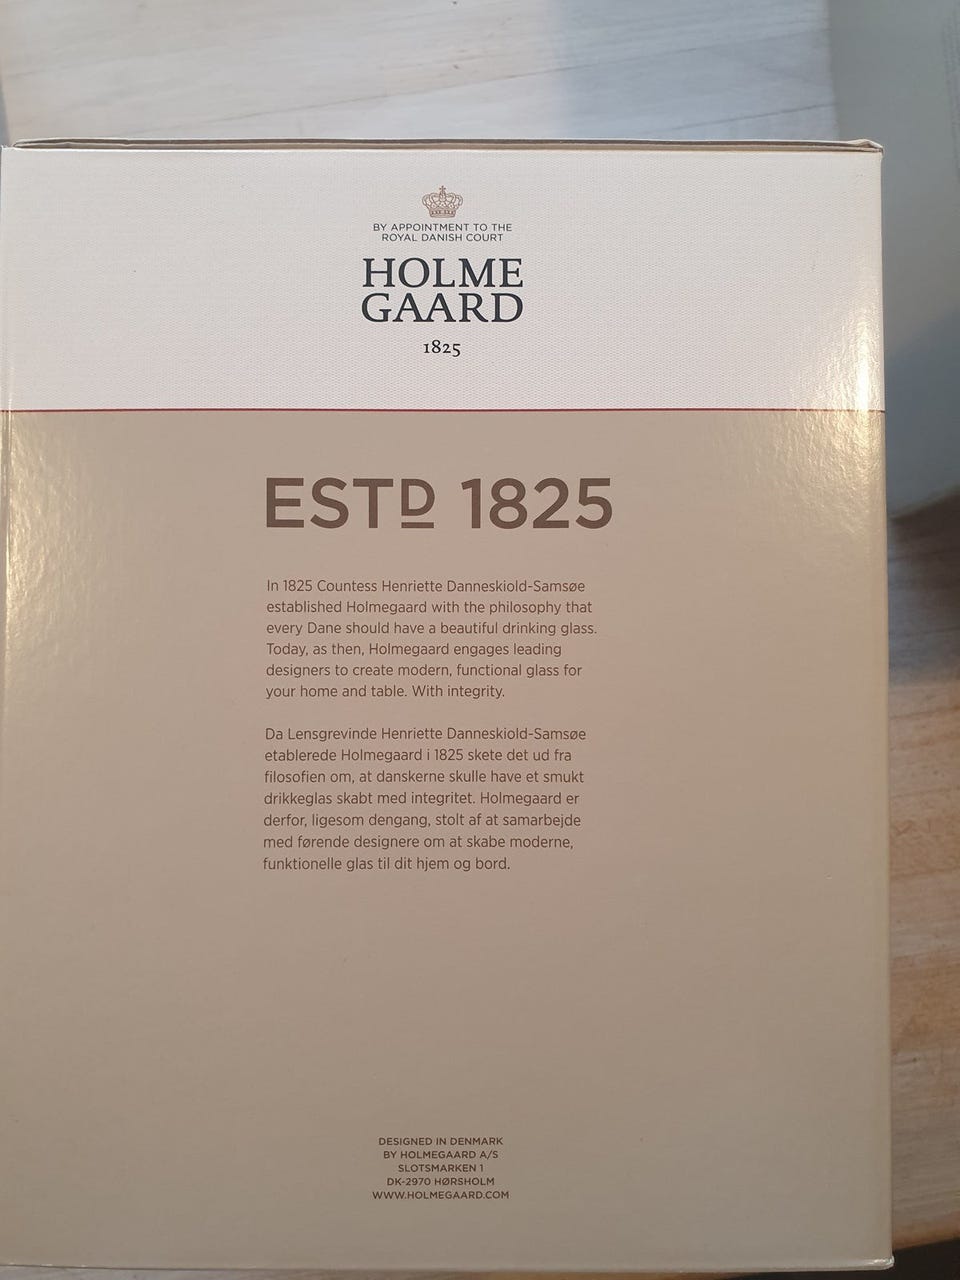 BY APPOINTMENT TO THE
ROYAL DANISH COURT
HOLME
GAARD
1825
ESTD 1825
In 1825 Countess Henriette Danneskiold-Samsøe
established Holmegaard with the philosophy that
every Dane should have a beautiful drinking glass.
Today, as then, Holmegaard engages leading
designers to create modern, functional glass for
your home and table. With integrity.
Da Lensgrevinde Henriette Danneskiold-Samsøe
etablerede Holmegaard i 1825 skete det ud fra
filosofien om, at danskerne skulle have et smukt
drikkeglas skabt med integritet. Holmegaard er
derfor, ligesom dengang, stolt af at samarbejde
med førende designere om at skabe moderne,
funktionelle glas til dit hjem og bord.
DESIGNED IN DENMARK
BY HOLMEGAARD A/S
SLOTSMARKEN 1
DK-2970 HØRSHOLM
WWW.HOLMEGAARD.COM